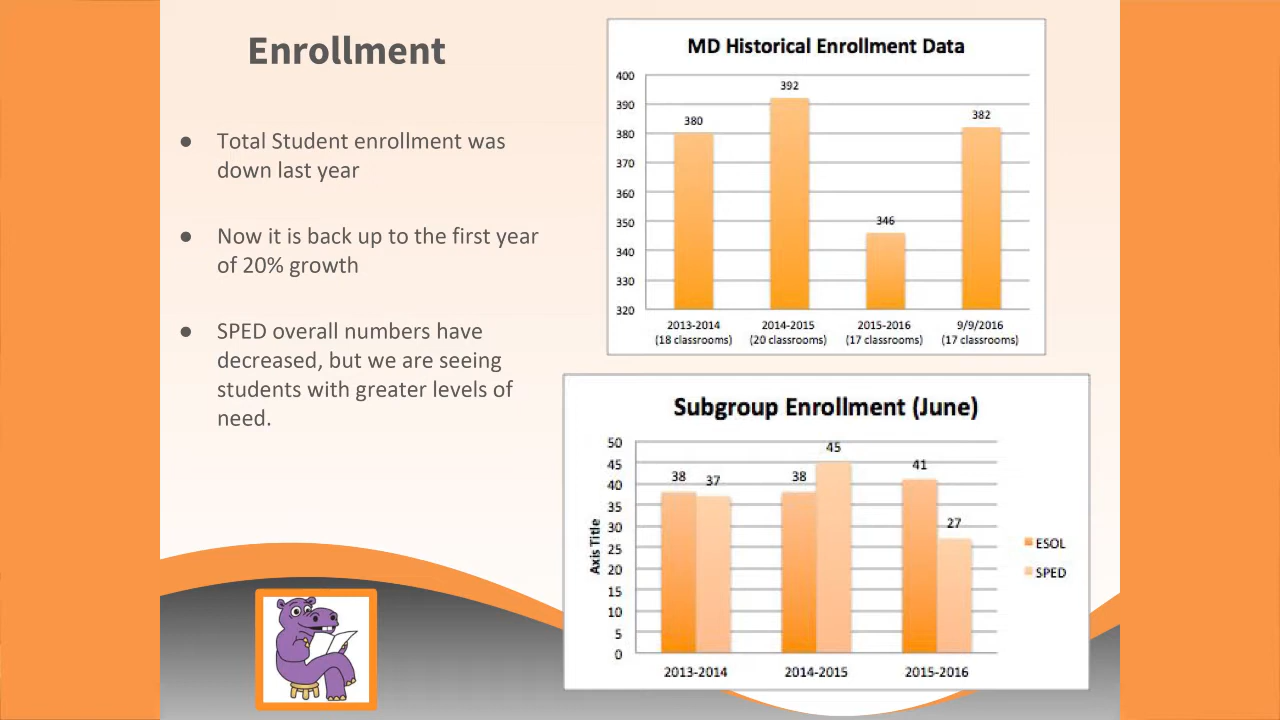 Enrollment
● Total Student enrollment was
down last year
● Now it is back up to the first year
of 20% growth
● SPED overall numbers have
decreased, but we are seeing
students with greater levels of
need.
MD Historical Enrollment Data
400
390
380
370
360
350
340
330
320
380
392
346
382
2013-2014 2014-2015 2015-2016 9/9/2016
(18 classrooms) (20 classrooms) (17 classrooms) (17 classrooms)
Subgroup Enrollment (June)
Axis Title
50
45
40
35
30
25
20
15
10
5
0
38 37 38 45 41 27
2013-2014 2014-2015 2015-2016
ESOL
SPED